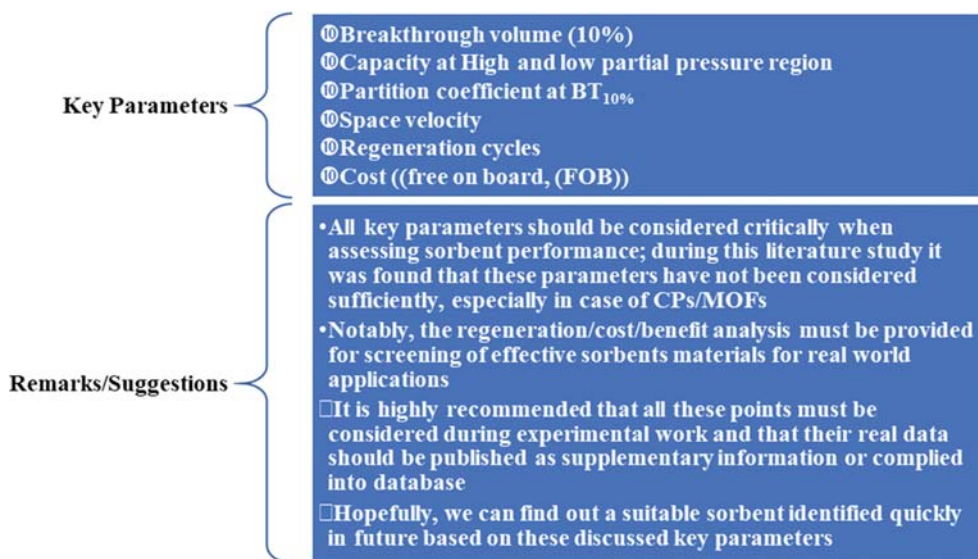 Key Parameters
❿Breakthrough volume (10%)
❿Capacity at High and low partial pressure region
❿Partition coefficient at BT10%
❿Space velocity
❿Regeneration cycles
❿Cost ((free on board, (FOB))
Remarks/Suggestions
•All key parameters should be considered critically when
assessing sorbent performance; during this literature study it
was found that these parameters have not been considered
sufficiently, especially in case of CPs/MOFs
•Notably, the regeneration/cost/benefit analysis must be provided
for screening of effective sorbents materials for real world
applications
□It is highly recommended that all these points must be
considered during experimental work and that their real data
should be published as supplementary information or complied
into database
□Hopefully, we can find out a suitable sorbent identified quickly
in future based on these discussed key parameters